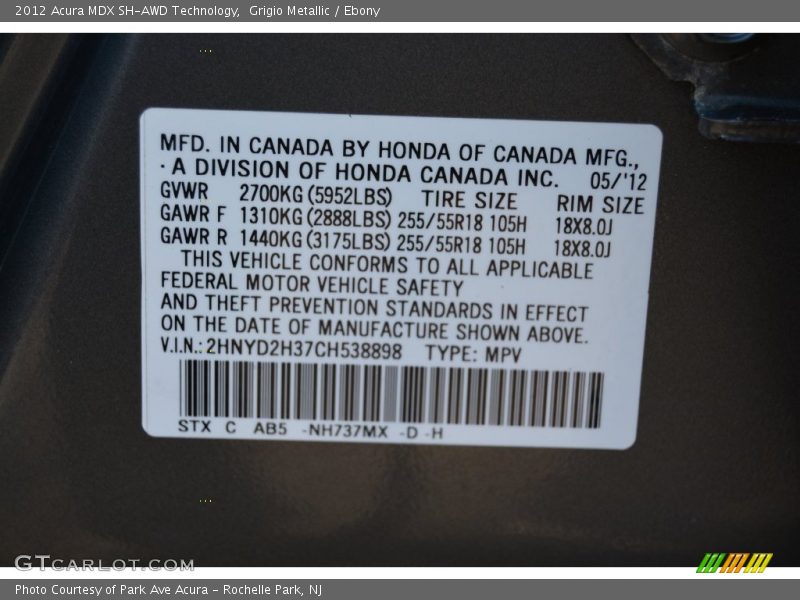 2012 Acura MDX SH-AWD Technology,  Grigio Metallic / Ebony
MFD. IN CANADA BY HONDA OF CANADA MFG.,
· A DIVISION OF HONDA CANADA INC. 05/'12
GVWR 2700KG (5952LBS) TIRE SIZE RIM SIZE
GAWR F 1310KG (2888LBS) 255/55R18 105H 18X8.0J
GAWR R 1440KG (3175LBS) 255/55R18 105H 18X8.0J
THIS VEHICLE CONFORMS TO ALL APPLICABLE
FEDERAL MOTOR VEHICLE SAFETY
AND THEFT PREVENTION STANDARDS IN EFFECT
ON THE DATE OF MANUFACTURE SHOWN ABOVE.
V.I.N.: 2HNYD2H37CH538898 TYPE: MPV
STX C AB5 -NH737MX -D -H
GTCARLOT.COM
Photo Courtesy of Park Ave Acura - Rochelle Park, NJ